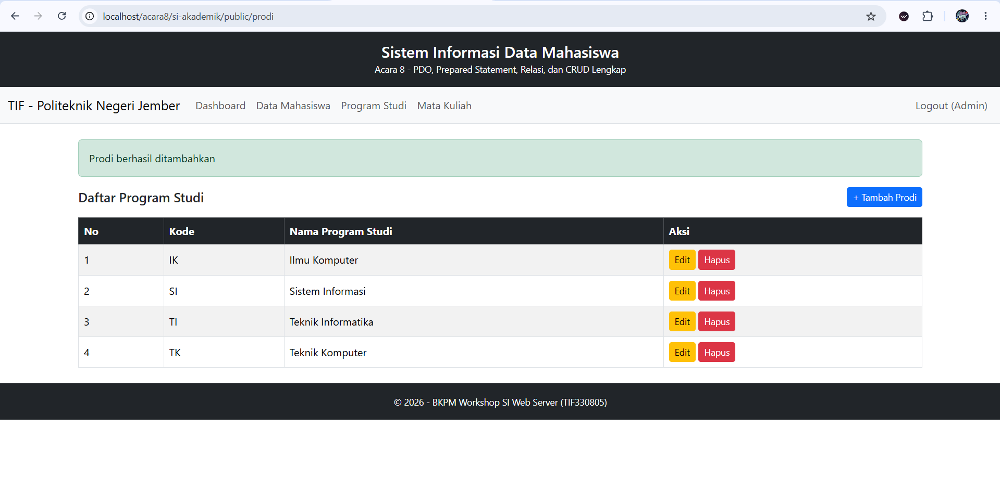 localhost/acara8/si-akademik/public/prodi
Sistem Informasi Data Mahasiswa
Acara 8 - PDO, Prepared Statement, Relasi, dan CRUD Lengkap
TIF - Politeknik Negeri Jember Dashboard Data Mahasiswa Program Studi Mata Kuliah Logout (Admin)
Prodi berhasil ditambahkan
Daftar Program Studi + Tambah Prodi
No Kode Nama Program Studi Aksi
1 IK Ilmu Komputer Edit Hapus
2 SI Sistem Informasi Edit Hapus
3 TI Teknik Informatika Edit Hapus
4 TK Teknik Komputer Edit Hapus
© 2026 - BKPM Workshop SI Web Server (TIF330805)